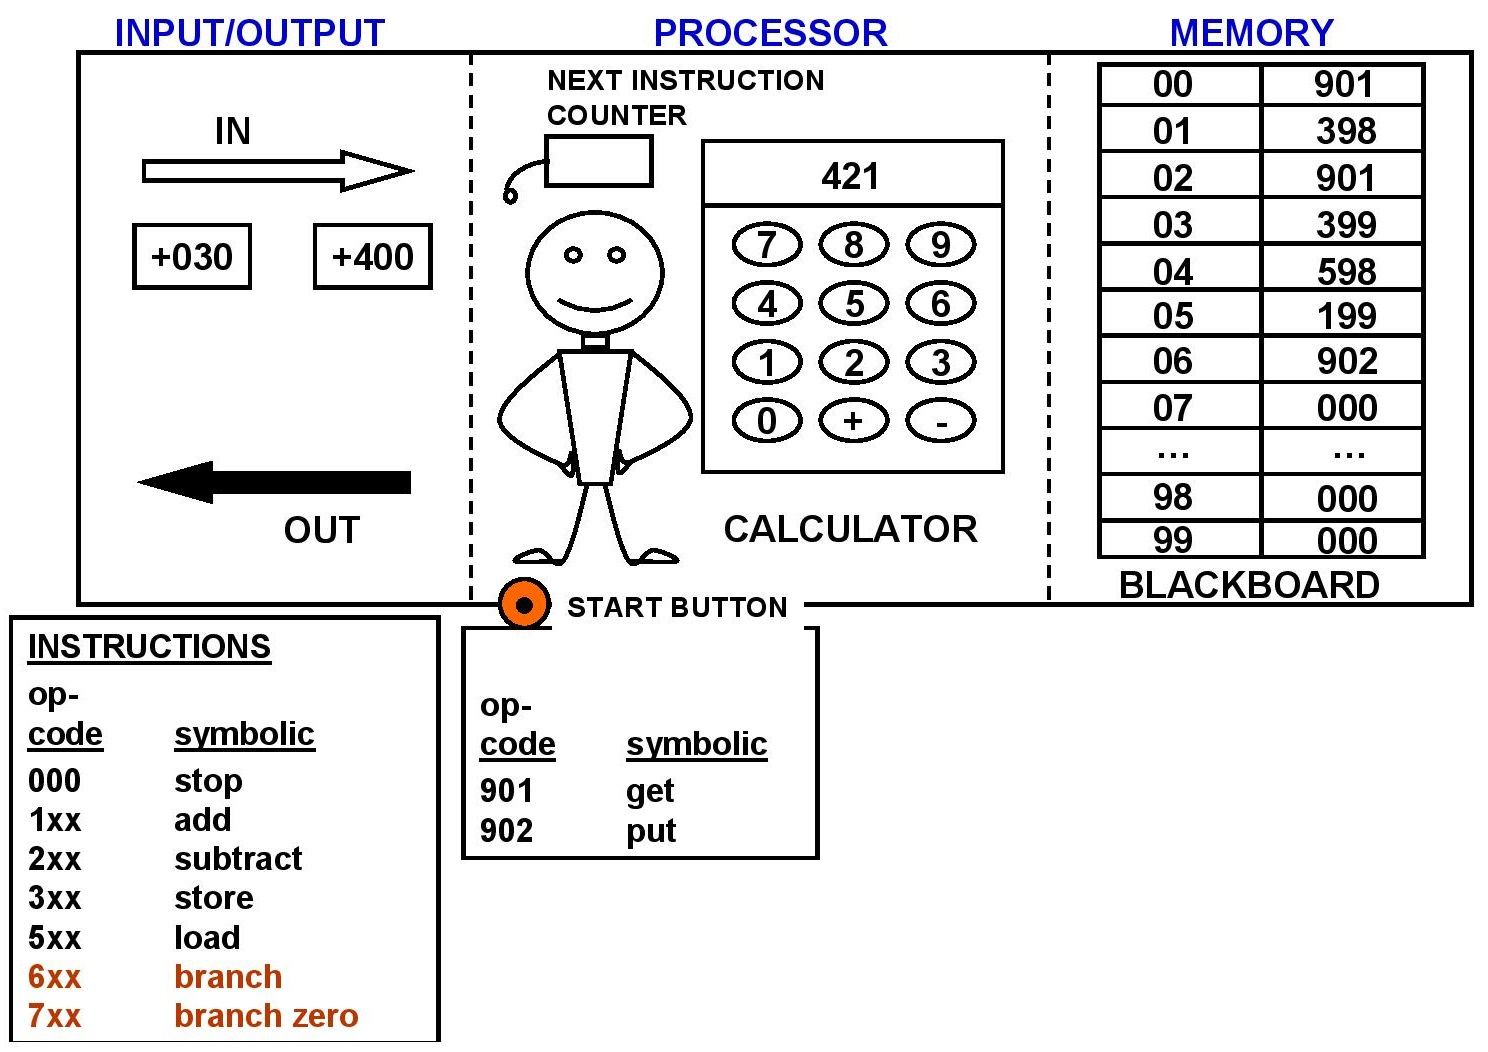 INPUT/OUTPUT
PROCESSOR
MEMORY
IN
+030 +400
OUT
NEXT INSTRUCTION
COUNTER
421
7 8 9
4 5 6
1 2 3
0 + -
CALCULATOR
START BUTTON
00 901
01 398
02 901
03 399
04 598
05 199
06 902
07 000
... ...
98 000
99 000
BLACKBOARD
INSTRUCTIONS
op-
code symbolic
000 stop
1xx add
2xx subtract
3xx store
5xx load
6xx branch
7xx branch zero
op-
code symbolic
901 get
902 put